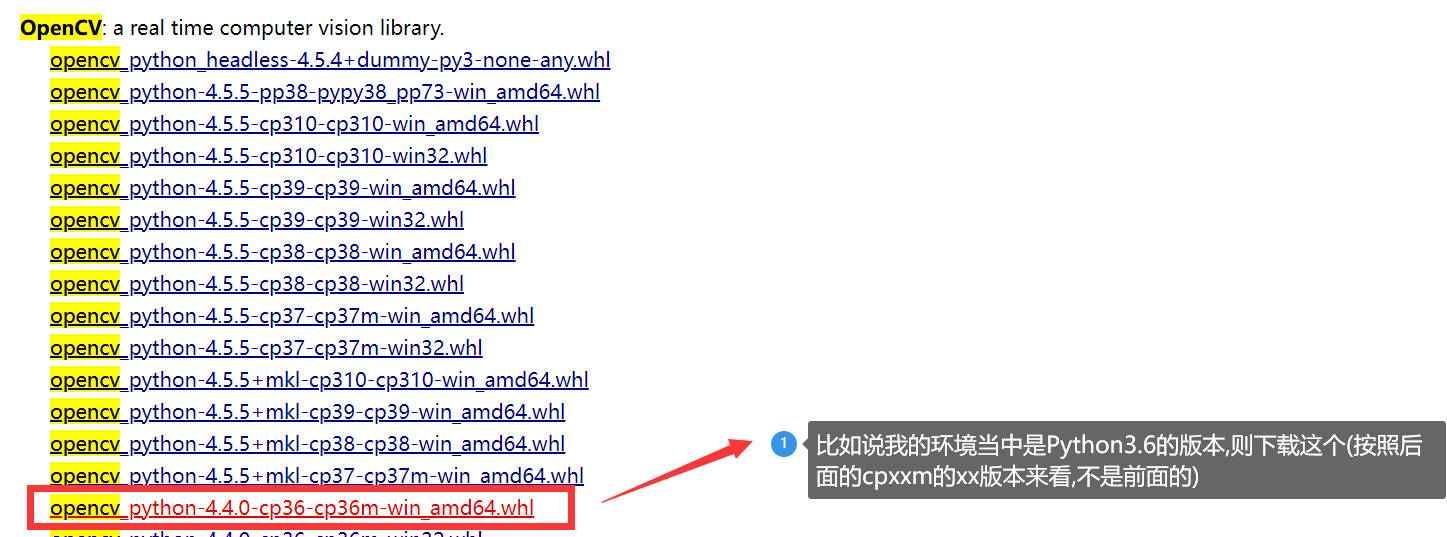 OpenCV: a real time computer vision library.
opencv_python_headless-4.5.4+dummy-py3-none-any.whl
opencv_python-4.5.5-pp38-pypy38_pp73-win_amd64.whl
opencv_python-4.5.5-cp310-cp310-win_amd64.whl
opencv_python-4.5.5-cp310-cp310-win32.whl
opencv_python-4.5.5-cp39-cp39-win_amd64.whl
opencv_python-4.5.5-cp39-cp39-win32.whl
opencv_python-4.5.5-cp38-cp38-win_amd64.whl
opencv_python-4.5.5-cp38-cp38-win32.whl
opencv_python-4.5.5-cp37-cp37m-win_amd64.whl
opencv_python-4.5.5-cp37-cp37m-win32.whl
opencv_python-4.5.5+mkl-cp310-cp310-win_amd64.whl
opencv_python-4.5.5+mkl-cp39-cp39-win_amd64.whl
opencv_python-4.5.5+mkl-cp38-cp38-win_amd64.whl
opencv_python-4.5.5+mkl-cp37-cp37m-win_amd64.whl
opencv_python-4.4.0-cp36-cp36m-win_amd64.whl
opencv_python-4.4.0-cp36-cp36m-win32.whl
1
比如说我的环境当中是Python3.6的版本,则下载这个(按照后
面的cpxxm的xx版本来看,不是前面的)